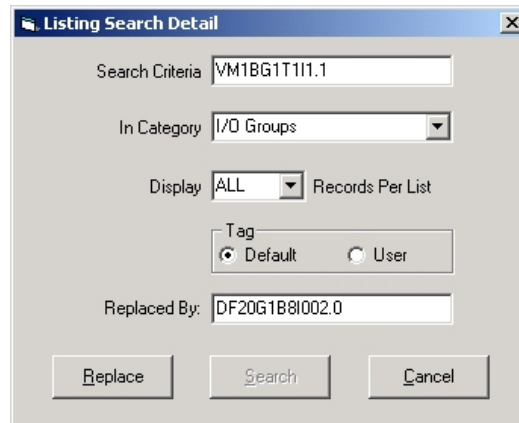 Listing Search Detail
Search Criteria VM1BG1T1I1.1
In Category I/O Groups
Display ALL Records Per List
Tag
Default User
Replaced By: DF20G1B8I002.0
Replace Search Cancel